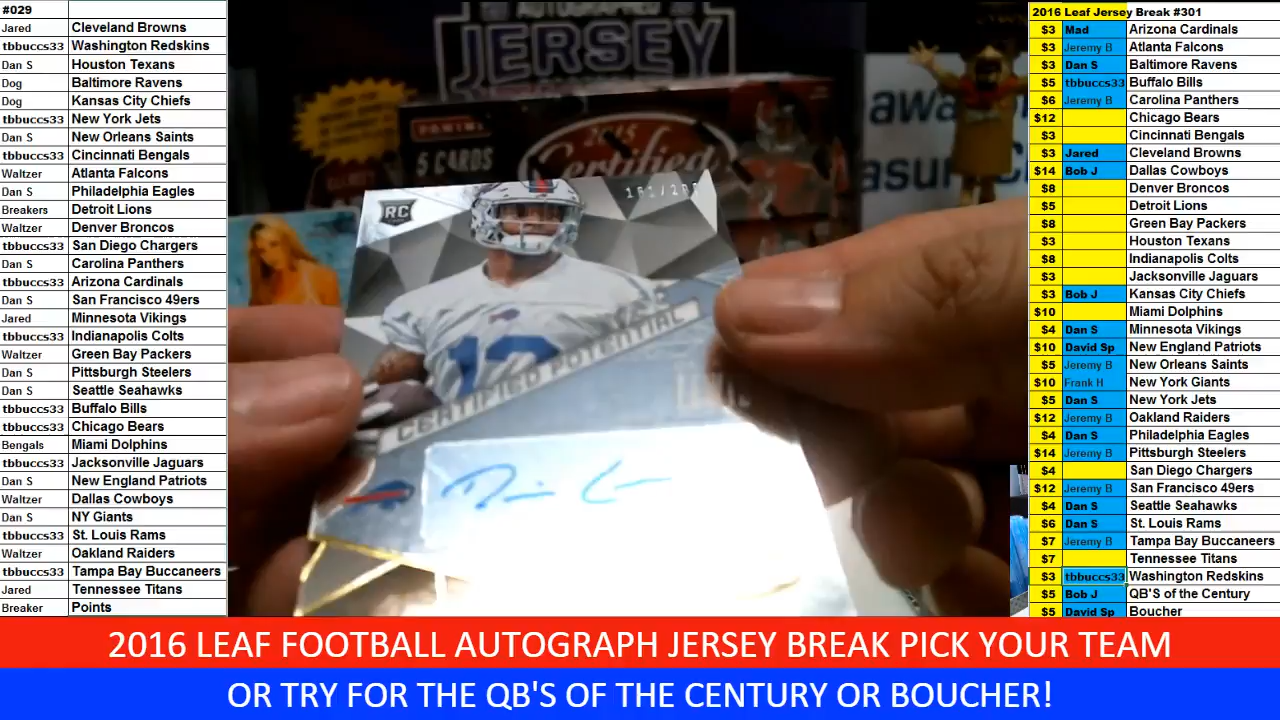 #029
Jared Cleveland Browns
tbbuccs33 Washington Redskins
Dan S Houston Texans
Dog Baltimore Ravens
Dog Kansas City Chiefs
tbbuccs33 New York Jets
Dan S New Orleans Saints
tbbuccs33 Cincinnati Bengals
Waltzer Atlanta Falcons
Dan S Philadelphia Eagles
Breakers Detroit Lions
Waltzer Denver Broncos
tbbuccs33 San Diego Chargers
Dan S Carolina Panthers
tbbuccs33 Arizona Cardinals
Dan S San Francisco 49ers
Jared Minnesota Vikings
tbbuccs33 Indianapolis Colts
Waltzer Green Bay Packers
Dan S Pittsburgh Steelers
Dan S Seattle Seahawks
tbbuccs33 Buffalo Bills
tbbuccs33 Chicago Bears
Bengals Miami Dolphins
tbbuccs33 Jacksonville Jaguars
Dan S New England Patriots
Waltzer Dallas Cowboys
Dan S NY Giants
tbbuccs33 St. Louis Rams
Waltzer Oakland Raiders
tbbuccs33 Tampa Bay Buccaneers
Jared Tennessee Titans
Breaker Points
AUTOGRAPHED
JERSEY
PANINI
5 CARDS
2015
Certified
RC
CERTIFIED POTENTIAL
2016 Leaf Jersey Break #301
$3 Mad Arizona Cardinals
$3 Jeremy B Atlanta Falcons
$3 Dan S Baltimore Ravens
$5 tbbuccs33 Buffalo Bills
$6 Jeremy B Carolina Panthers
$12 Chicago Bears
$3 Cincinnati Bengals
$3 Jared Cleveland Browns
$14 Bob J Dallas Cowboys
$8 Denver Broncos
$5 Detroit Lions
$8 Green Bay Packers
$3 Houston Texans
$8 Indianapolis Colts
$3 Jacksonville Jaguars
$3 Bob J Kansas City Chiefs
$10 Miami Dolphins
$4 Dan S Minnesota Vikings
$10 David Sp New England Patriots
$5 Jeremy B New Orleans Saints
$10 Frank H New York Giants
$5 Dan S New York Jets
$12 Jeremy B Oakland Raiders
$4 Dan S Philadelphia Eagles
$14 Jeremy B Pittsburgh Steelers
$4 San Diego Chargers
$12 Jeremy B San Francisco 49ers
$4 Dan S Seattle Seahawks
$6 Dan S St. Louis Rams
$7 Jeremy B Tampa Bay Buccaneers
$7 Tennessee Titans
$3 tbbuccs33 Washington Redskins
$5 Bob J QB'S of the Century
$5 David Sp Boucher
2016 LEAF FOOTBALL AUTOGRAPH JERSEY BREAK PICK YOUR TEAM
OR TRY FOR THE QB'S OF THE CENTURY OR BOUCHER!